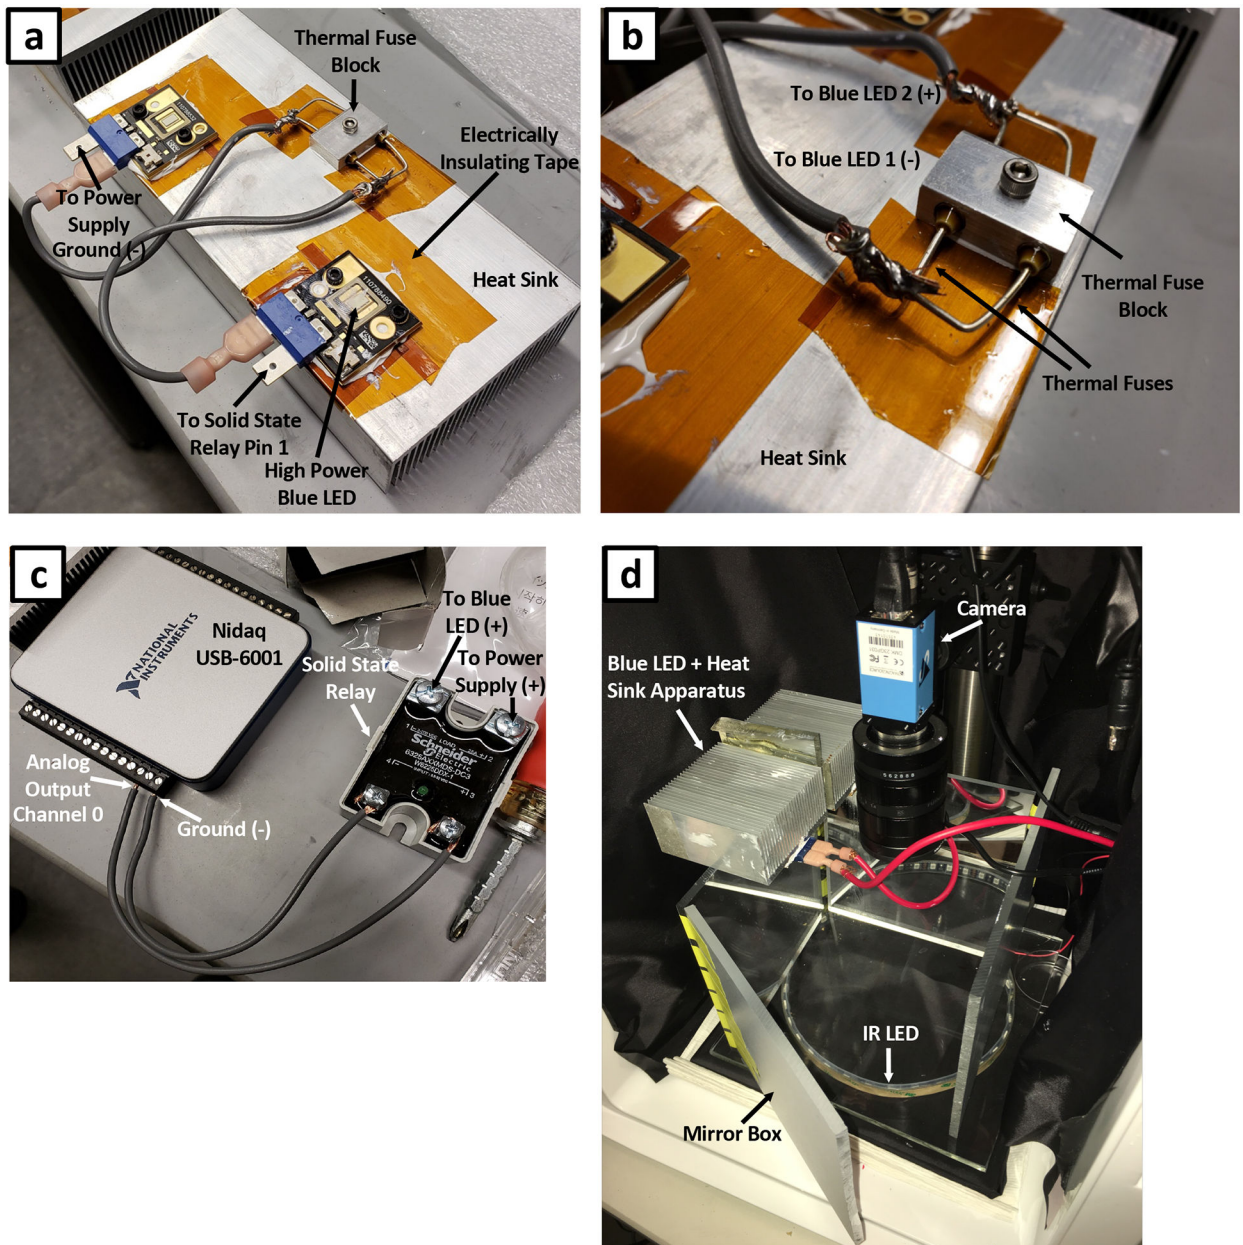 a
Thermal Fuse
Block
Electrically
Insulating Tape
To Power
Supply
Ground (-)
Heat Sink
110788490
To Solid State
Relay Pin 1
High Power
Blue LED
b
To Blue LED 2 (+)
To Blue LED 1 (-)
Thermal Fuse
Block
Thermal Fuses
Heat Sink
c
Nidaq
USB-6001
NATIONAL
INSTRUMENTS
To Blue
LED (+)
To Power
Supply (+)
Solid State
Relay
Schneider
Electric
Analog
Output
Channel 0
Ground (-)
d
Camera
Blue LED + Heat
Sink Apparatus
IR LED
Mirror Box